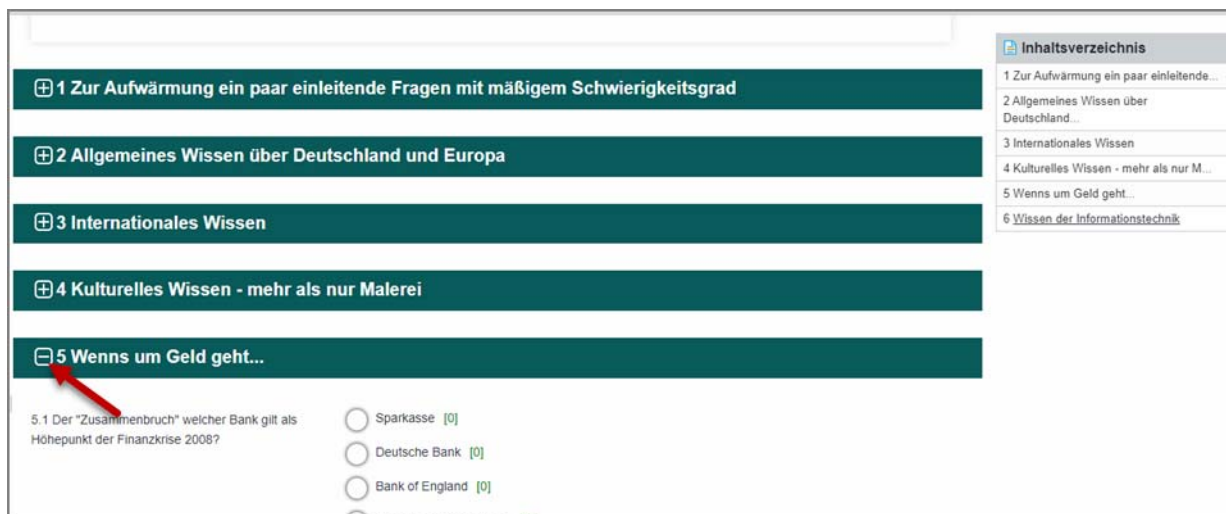 1 Zur Aufwärmung ein paar einleitende Fragen mit mäßigem Schwierigkeitsgrad
2 Allgemeines Wissen über Deutschland und Europa
3 Internationales Wissen
4 Kulturelles Wissen - mehr als nur Malerei
5 Wenns um Geld geht...
5.1 Der "Zusammenbruch" welcher Bank gilt als
Höhepunkt der Finanzkrise 2008?
Sparkasse [0]
Deutsche Bank [0]
Bank of England [0]
Inhaltsverzeichnis
1 Zur Aufwärmung ein paar einleitende...
2 Allgemeines Wissen über
Deutschland...
3 Internationales Wissen
4 Kulturelles Wissen - mehr als nur M...
5 Wenns um Geld geht...
6 Wissen der Informationstechnik